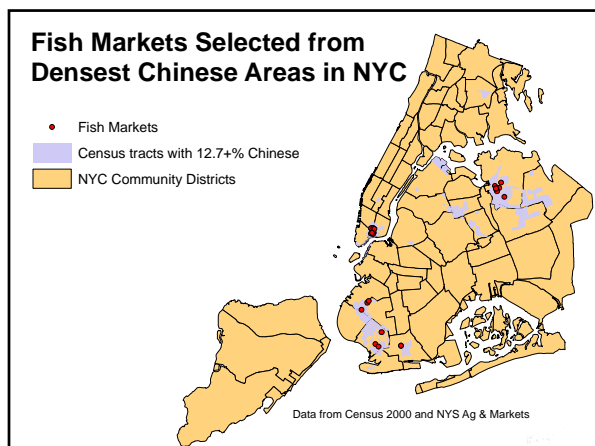 Fish Markets Selected from
Densest Chinese Areas in NYC
Fish Markets
Census tracts with 12.7+% Chinese
NYC Community Districts
Data from Census 2000 and NYS Ag & Markets